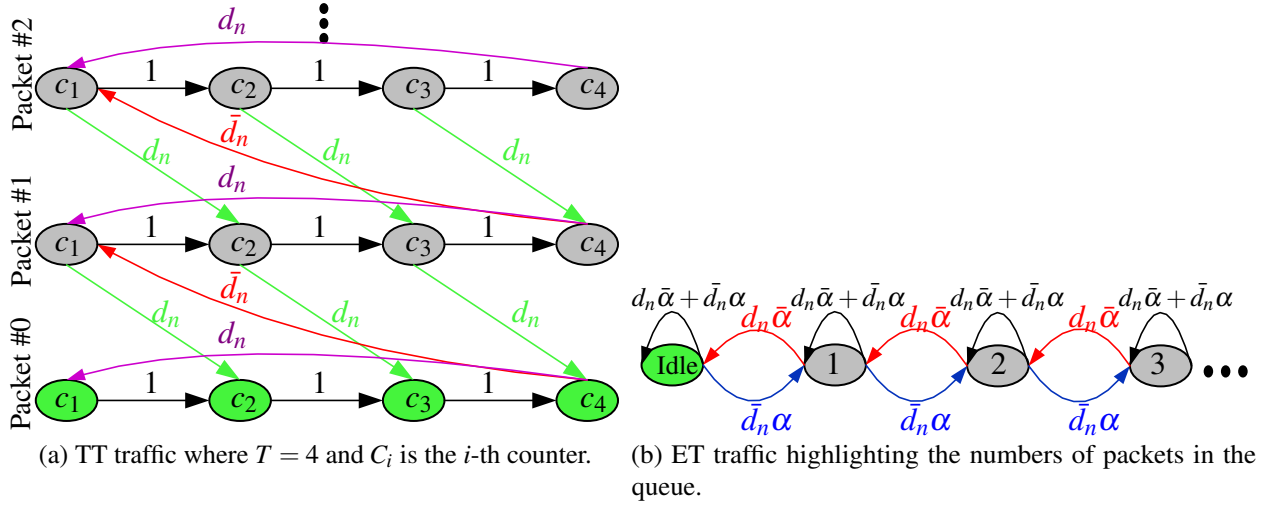 Packet #2
d_n
c_1 1 c_2 1 c_3 1 c_4
d_n d̄_n d_n d_n
Packet #1
d_n
c_1 1 c_2 1 c_3 1 c_4
d_n d̄_n d_n d_n
Packet #0
d_n
c_1 1 c_2 1 c_3 1 c_4
(a) TT traffic where T = 4 and C_i is the i-th counter.
d_nᾱ + d̄_nα d_nᾱ + d̄_nα d_nᾱ + d̄_nα d_nᾱ + d̄_nα
d_nᾱ d_nᾱ d_nᾱ
Idle 1 2 3
d̄_nα d̄_nα d̄_nα
(b) ET traffic highlighting the numbers of packets in the
queue.